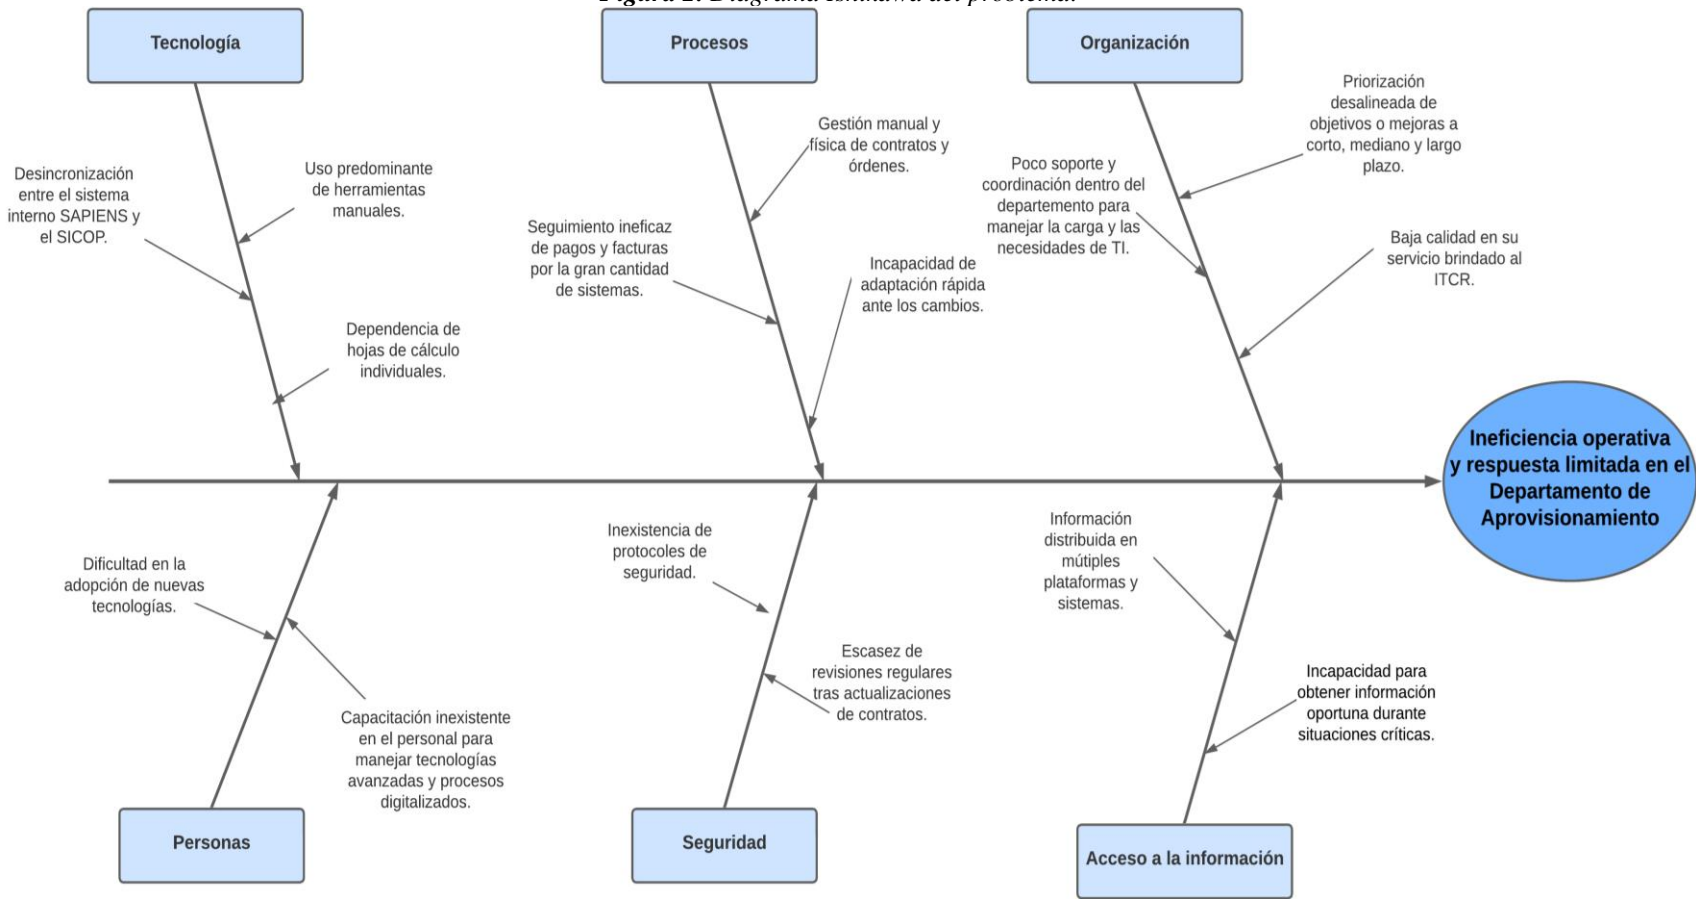 Figura 2. Diagrama Ishikawa del problema.
Tecnología
Procesos
Organización
Desincronización
entre el sistema
interno SAPIENS y
el SICOP.
Uso predominante
de herramientas
manuales.
Dependencia de
hojas de cálculo
individuales.
Gestión manual y
física de contratos y
órdenes.
Seguimiento ineficaz
de pagos y facturas
por la gran cantidad
de sistemas.
Incapacidad de
adaptación rápida
ante los cambios.
Priorización
desalineada de
objetivos o mejoras a
corto, mediano y largo
plazo.
Poco soporte y
coordinación dentro del
departemento para
manejar la carga y las
necesidades de TI.
Baja calidad en su
servicio brindado al
ITCR.
Ineficiencia operativa
y respuesta limitada en el
Departamento de
Aprovisionamiento
Dificultad en la
adopción de nuevas
tecnologías.
Capacitación inexistente
en el personal para
manejar tecnologías
avanzadas y procesos
digitalizados.
Inexistencia de
protocoles de
seguridad.
Escasez de
revisiones regulares
tras actualizaciones
de contratos.
Información
distribuida en
mútiples
plataformas y
sistemas.
Incapacidad para
obtener información
oportuna durante
situaciones críticas.
Personas
Seguridad
Acceso a la información